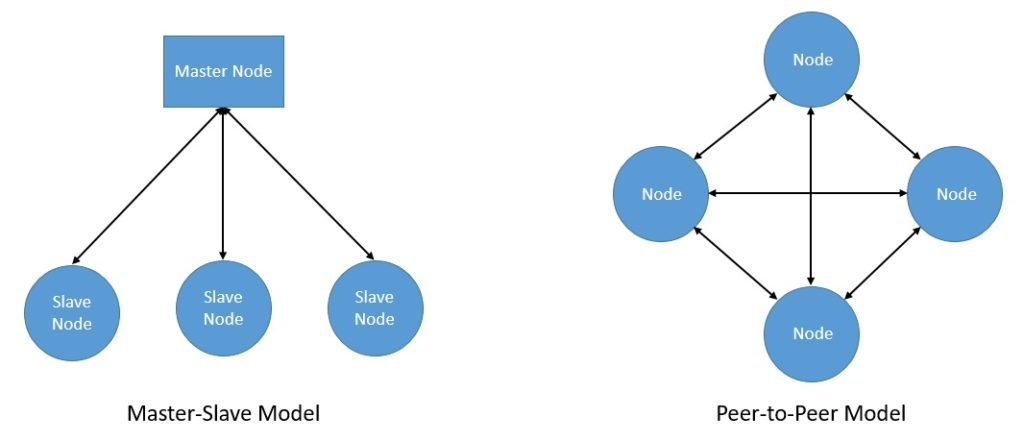 Master Node
Slave
Node
Slave
Node
Slave
Node
Master-Slave Model
Node
Node
Node
Node
Peer-to-Peer Model